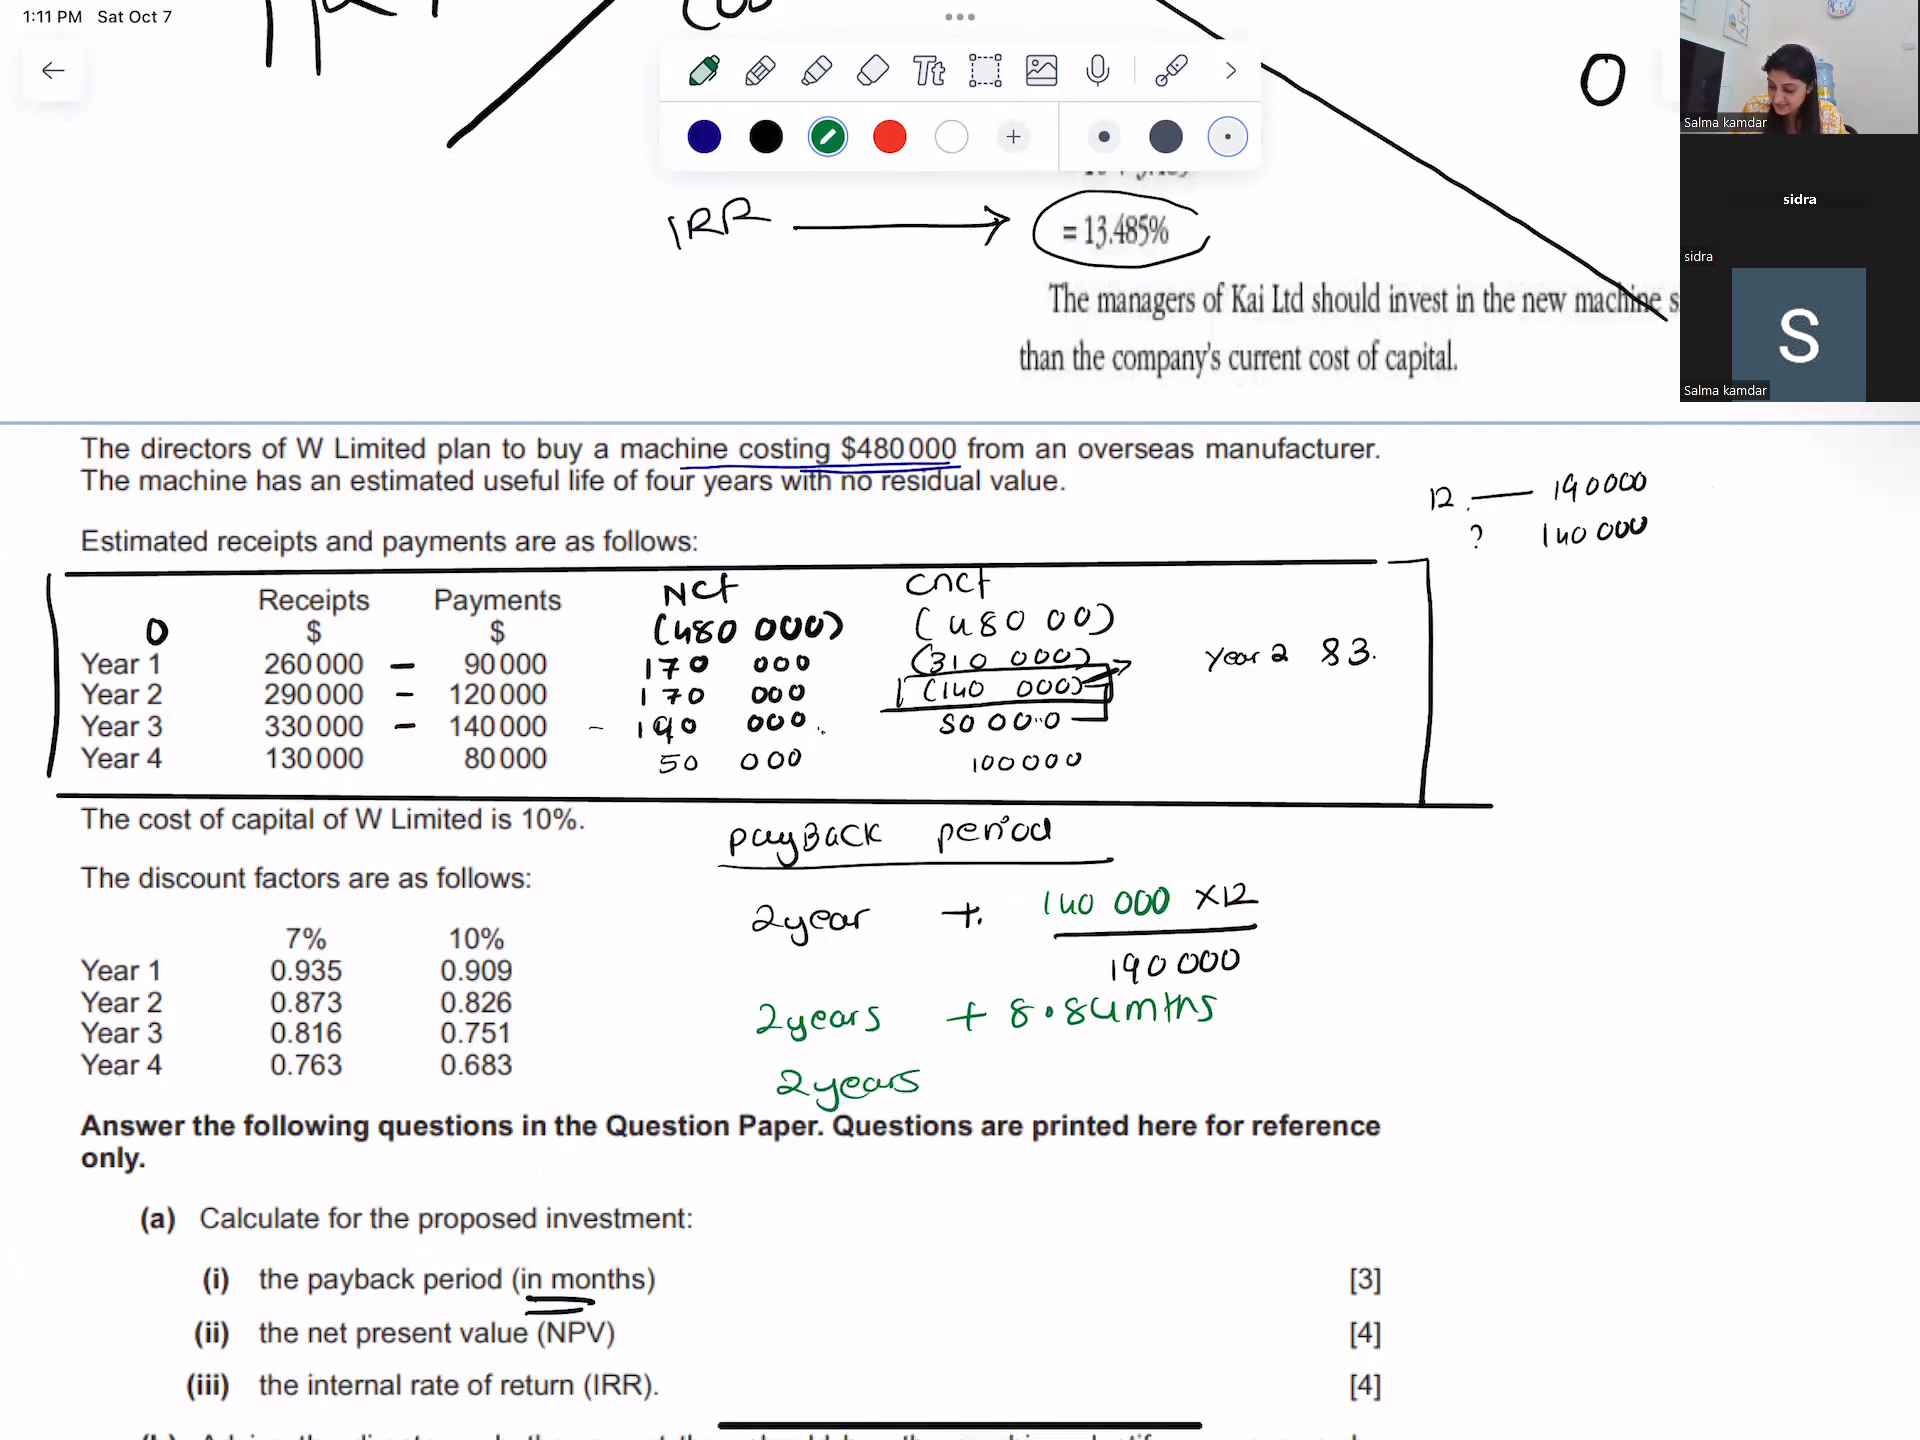 1:11 PM Sat Oct 7
Tt
Salma kamdar
sidra
sidra
S
Salma kamdar
0
IRR
= 13.485%
The managers of Kai Ltd should invest in the new machine s
than the company's current cost of capital.
The directors of W Limited plan to buy a machine costing $480 000 from an overseas manufacturer.
The machine has an estimated useful life of four years with no residual value.
12 — 190000
? 140 000
Estimated receipts and payments are as follows:
Receipts Payments NCf CnCf
0 $ $ (480 000) (480 00)
Year 1 260 000 – 90 000 170 000 (310 000)
Year 2 83.
Year 2 290 000 – 120 000 170 000 (140 000)
Year 3 330 000 – 140 000 – 190 000. 50 000
Year 4 130 000 80 000 50 000 100000
The cost of capital of W Limited is 10%.
payBack period
The discount factors are as follows:
2year + 140 000 X12
190 000
7% 10%
Year 1 0.935 0.909
Year 2 0.873 0.826
Year 3 0.816 0.751
Year 4 0.763 0.683
2years + 8.84mths
2years
Answer the following questions in the Question Paper. Questions are printed here for reference
only.
(a) Calculate for the proposed investment:
(i) the payback period (in months) [3]
(ii) the net present value (NPV) [4]
(iii) the internal rate of return (IRR). [4]